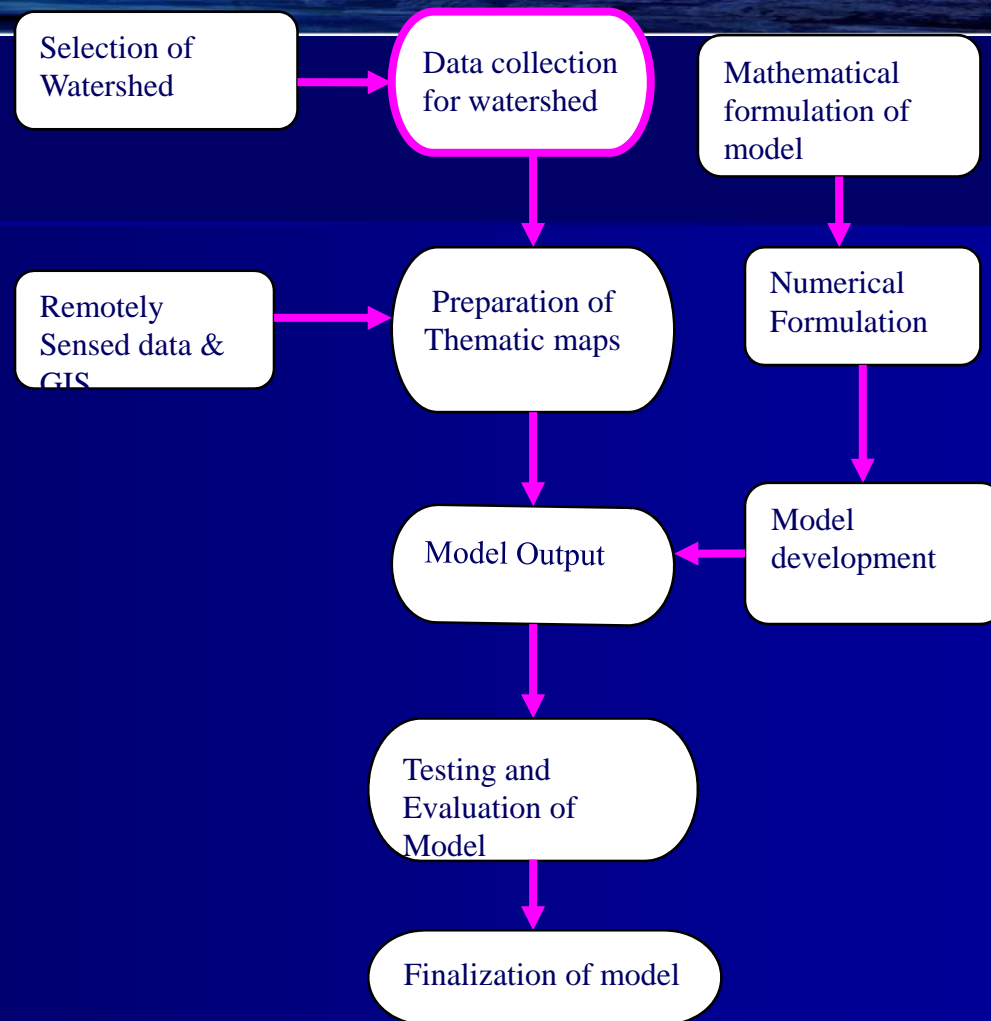 Selection of
Watershed
Data collection
for watershed
Mathematical
formulation of
model
Remotely
Sensed data &
GIS
Preparation of
Thematic maps
Numerical
Formulation
Model Output
Model
development
Testing and
Evaluation of
Model
Finalization of model